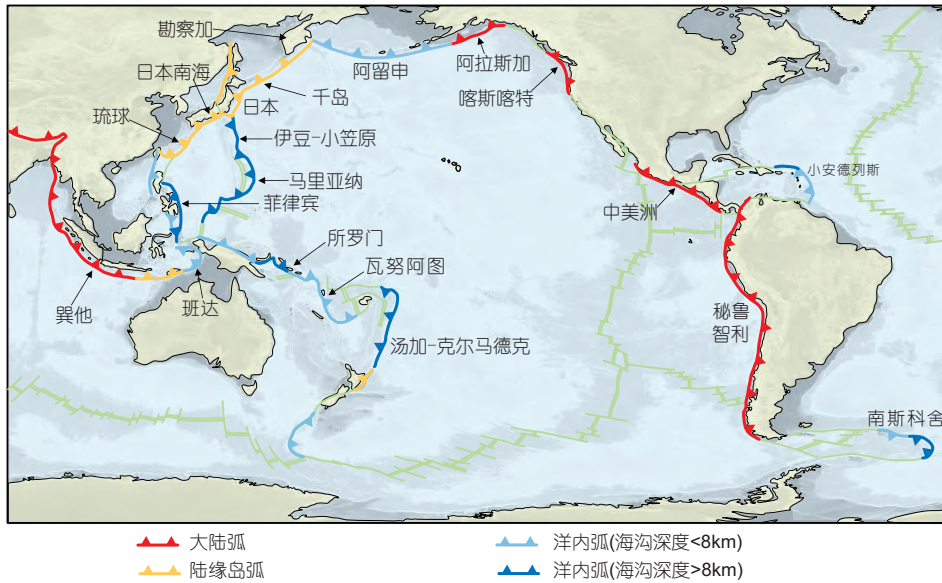 勘察加
日本南海
日本
琉球
千岛
阿留申
阿拉斯加
喀斯喀特
伊豆-小笠原
马里亚纳
菲律宾
小安德列斯
中美洲
所罗门
瓦努阿图
巽他
班达
汤加-克尔马德克
秘鲁
智利
南斯科舍
大陆弧
洋内弧(海沟深度<8km)
陆缘岛弧
洋内弧(海沟深度>8km)